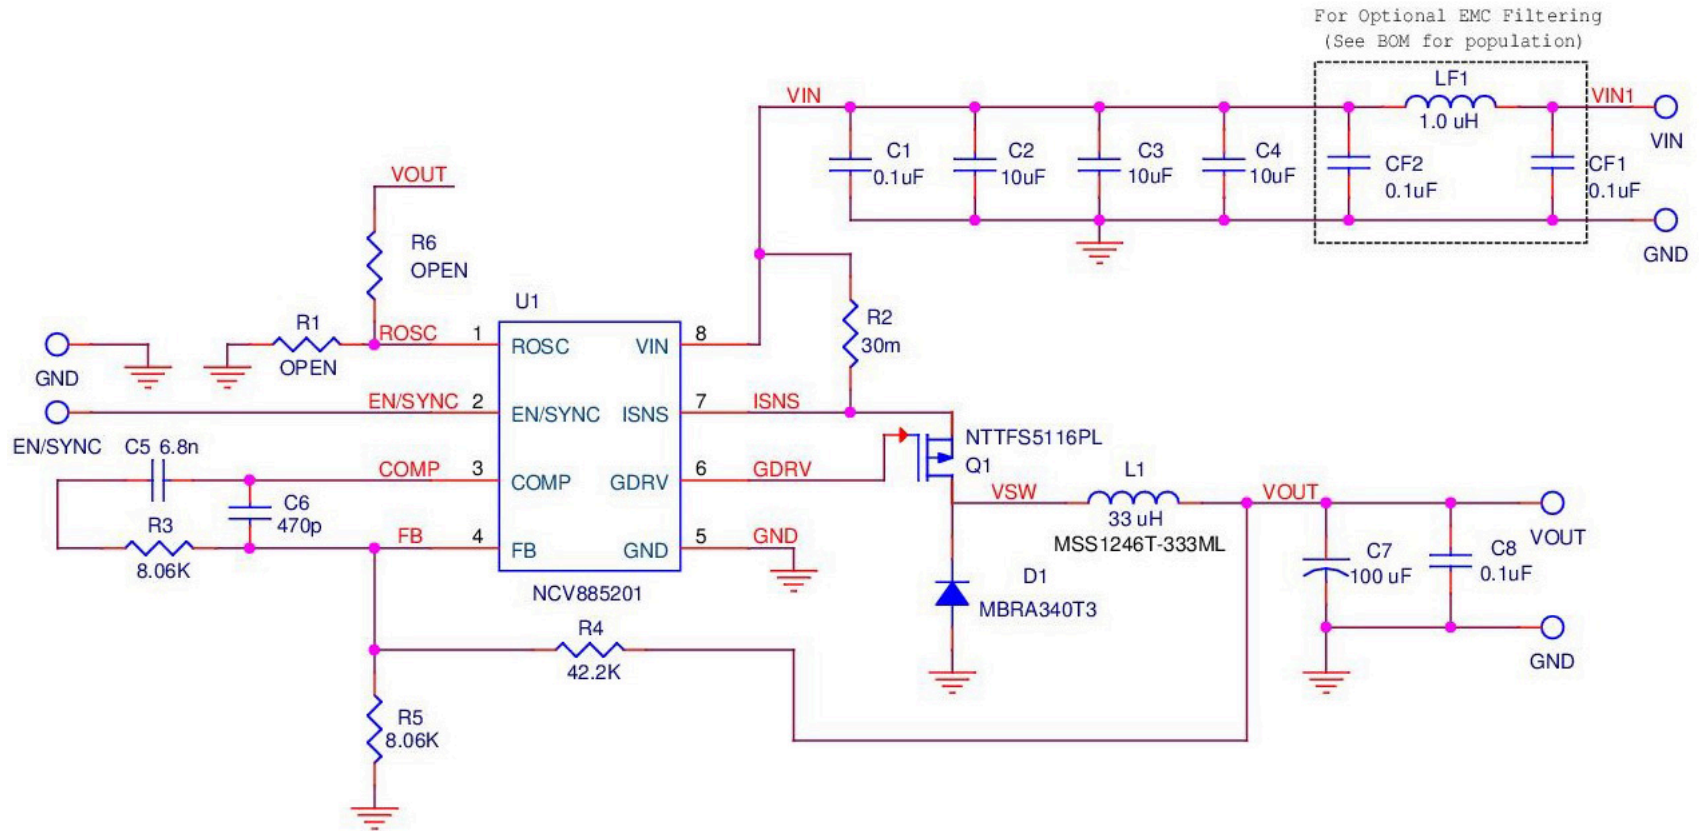 For Optional EMC Filtering
(See BOM for population)
LF1
VIN
VIN1
1.0 uH
VIN
C1
0.1uF
C2
10uF
C3
10uF
C4
10uF
CF2
0.1uF
CF1
0.1uF
GND
VOUT
R6
OPEN
U1
R1
OPEN
ROSC
1
ROSC
VIN
8
R2
30m
GND
EN/SYNC
EN/SYNC
2
EN/SYNC
ISNS
7
ISNS
C5 6.8n
COMP
3
COMP
GDRV
6
GDRV
NTTFS5116PL
Q1
C6
470p
R3
8.06K
FB
4
FB
GND
5
GND
NCV885201
VSW
L1
33 uH
MSS1246T-333ML
VOUT
VOUT
D1
MBRA340T3
C7
100 uF
C8
0.1uF
GND
R4
42.2K
R5
8.06K